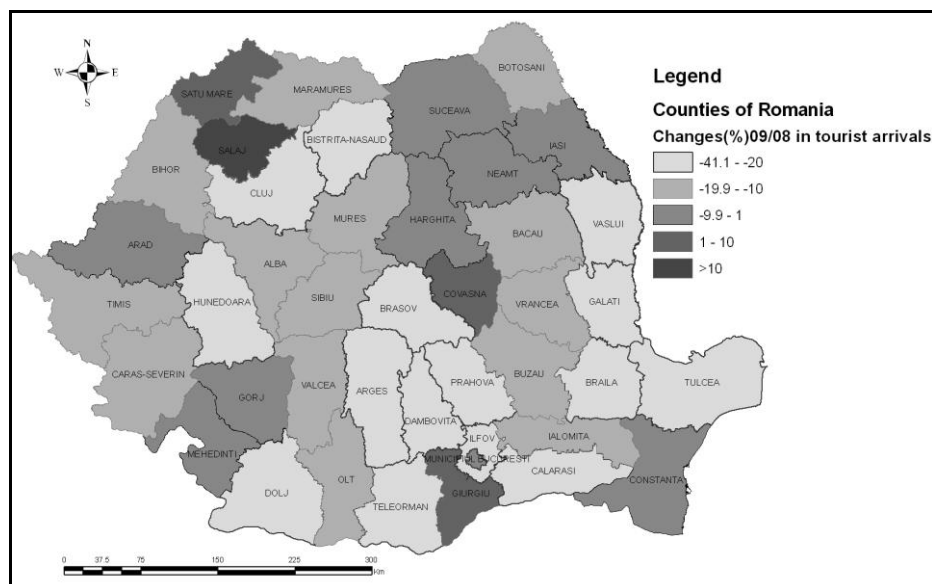 N
W E
S
BOTOSANI
SATU MARE
MARAMURES
SUCEAVA
IASI
SALAJ
BISTRITA-NASAUD
NEAMT
BIHOR
CLUJ
MURES
HARGHITA
BACAU
VASLUI
ARAD
ALBA
COVASNA
TIMIS
HUNEDOARA
SIBIU
BRASOV
VRANCEA
GALATI
CARAS-SEVERIN
GORJ
VALCEA
ARGES
PRAHOVA
BUZAU
BRAILA
TULCEA
DAMBOVITA
ILFOV
IALOMITA
MEHEDINTI
MUNICIPIUL BUCURESTI
CALARASI
CONSTANTA
DOLJ
OLT
TELEORMAN
GIURGIU
Legend
Counties of Romania
Changes(%)09/08 in tourist arrivals
-41.1 - -20
-19.9 - -10
-9.9 - 1
1 - 10
>10
0 37.5 75 150 225 300
Km